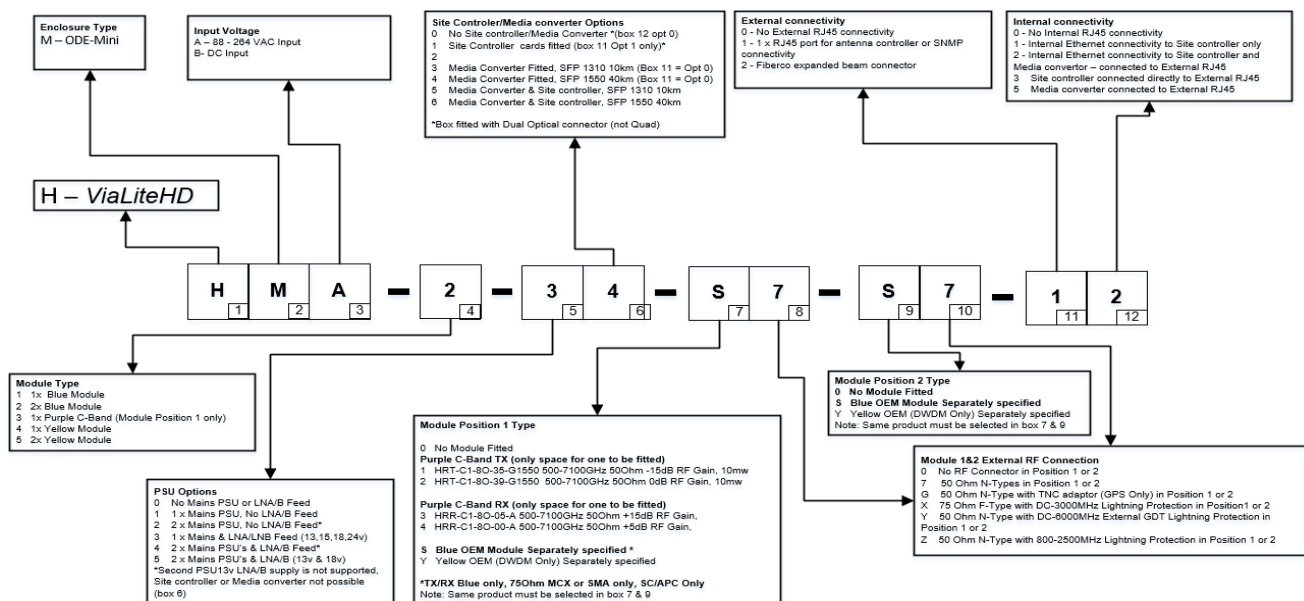 Enclosure Type
M – ODE-Mini
Input Voltage
A – 88 - 264 VAC Input
B- DC Input
Site Controler/Media converter Options
0 No Site controller/Media Converter *(box 12 opt 0)
1 Site Controller cards fitted (box 11 Opt 1 only)*
2
3 Media Converter Fitted, SFP 1310 10km (Box 11 = Opt 0)
4 Media Converter Fitted, SFP 1550 40km (Box 11 = Opt 0)
5 Media Converter & Site controller, SFP 1310 10km
6 Media Converter & Site controller, SFP 1550 40km
*Box fitted with Dual Optical connector (not Quad)
External connectivity
0 - No External RJ45 connectivity
1 - 1 x RJ45 port for antenna controller or SNMP
connectivity
2 - Fiberco expanded beam connector
Internal connectivity
0 - No Internal RJ45 connectivity
1 - Internal Ethernet connectivity to Site controller only
2 - Internal Ethernet connectivity to Site controller and
Media convertor – connected to External RJ45
3 Site controller connected directly to External RJ45
5 Media converter connected to External RJ45
H – ViaLiteHD
H M A - 2 - 3 4 - S 7 - S 7 - 1 2
1 2 3 4 5 6 7 8 9 10 11 12
Module Type
1 1x Blue Module
2 2x Blue Module
3 1x Purple C-Band (Module Position 1 only)
4 1x Yellow Module
5 2x Yellow Module
PSU Options
0 No Mains PSU or LNA/B Feed
1 1 x Mains PSU, No LNA/B Feed
2 2 x Mains PSU, No LNA/B Feed*
3 1 x Mains & LNA/LNB Feed (13,15,18,24v)
4 2 x Mains PSU's & LNA/B Feed*
5 2 x Mains PSU's & LNA/B (13v & 18v)
*Second PSU13v LNA/B supply is not supported,
Site controller or Media converter not possible
(box 6)
Module Position 1 Type
0 No Module Fitted
Purple C-Band TX (only space for one to be fitted)
1 HRT-C1-8O-35-G1550 500-7100GHz 50Ohm -15dB RF Gain, 10mw
2 HRT-C1-8O-39-G1550 500-7100GHz 50Ohm 0dB RF Gain, 10mw
Purple C-Band RX (only space for one to be fitted)
3 HRR-C1-8O-05-A 500-7100GHz 50Ohm +15dB RF Gain,
4 HRR-C1-8O-00-A 500-7100GHz 50Ohm +5dB RF Gain,
S Blue OEM Module Separately specified *
Y Yellow OEM (DWDM Only) Separately specified
*TX/RX Blue only, 75Ohm MCX or SMA only, SC/APC Only
Note: Same product must be selected in box 7 & 9
Module Position 2 Type
0 No Module Fitted
S Blue OEM Module Separately specified
Y Yellow OEM (DWDM Only) Separately specified
Note: Same product must be selected in box 7 & 9
Module 1&2 External RF Connection
0 No RF Connector in Position 1 or 2
7 50 Ohm N-Types in Position 1 or 2
G 50 Ohm N-Type with TNC adaptor (GPS Only) in Position 1 or 2
X 75 Ohm F-Type with DC-3000MHz Lightning Protection in Position1 or 2
Y 50 Ohm N-Type with DC-6000MHz External GDT Lightning Protection in
Position 1 or 2
Z 50 Ohm N-Type with 800-2500MHz Lightning Protection in Position 1 or 2